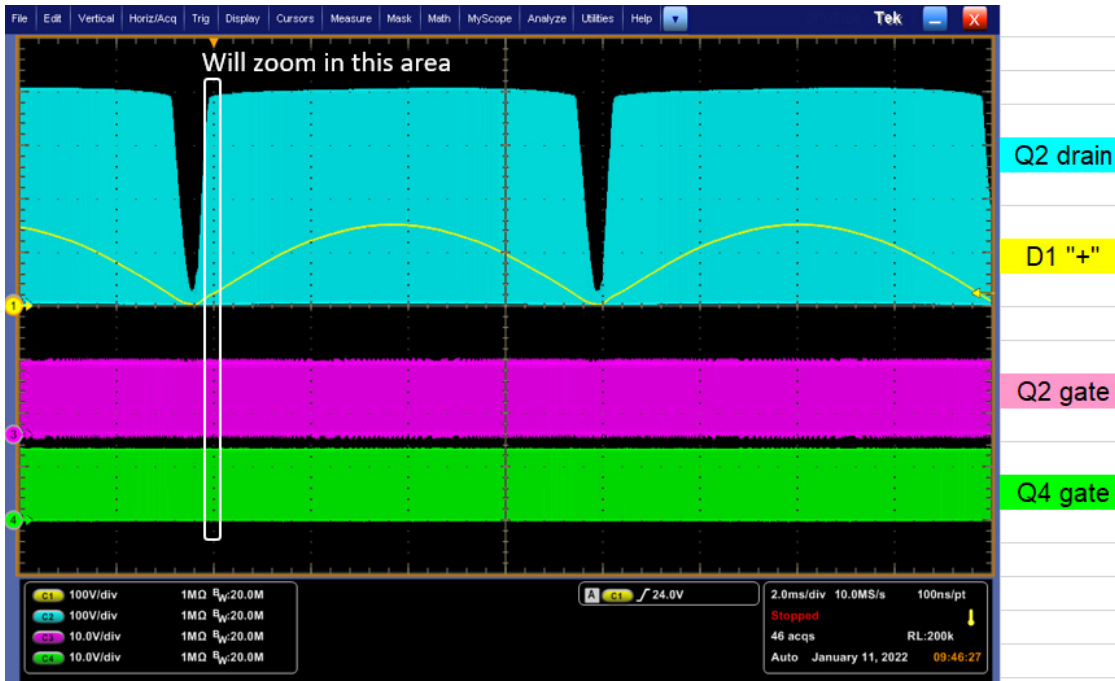 File Edit Vertical Horiz/Acq Trig Display Cursors Measure Mask Math MyScope Analyze Utilities Help Tek X
Will zoom in this area
Q2 drain
D1 "+"
1
Q2 gate
3
Q4 gate
4
C1 100V/div 1MΩ BW:20.0M
C2 100V/div 1MΩ BW:20.0M
C3 10.0V/div 1MΩ BW:20.0M
C4 10.0V/div 1MΩ BW:20.0M
A C1 24.0V
2.0ms/div 10.0MS/s 100ns/pt
Stopped
46 acqs RL:200k
Auto January 11, 2022 09:46:27